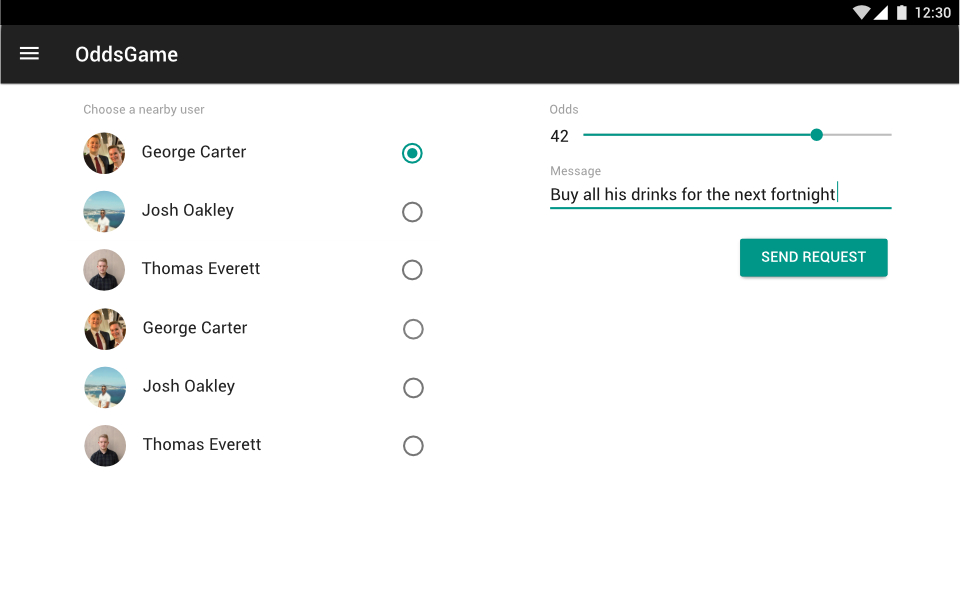 12:30
OddsGame
Choose a nearby user
George Carter
Josh Oakley
Thomas Everett
George Carter
Josh Oakley
Thomas Everett
Odds
42
Message
Buy all his drinks for the next fortnight
SEND REQUEST